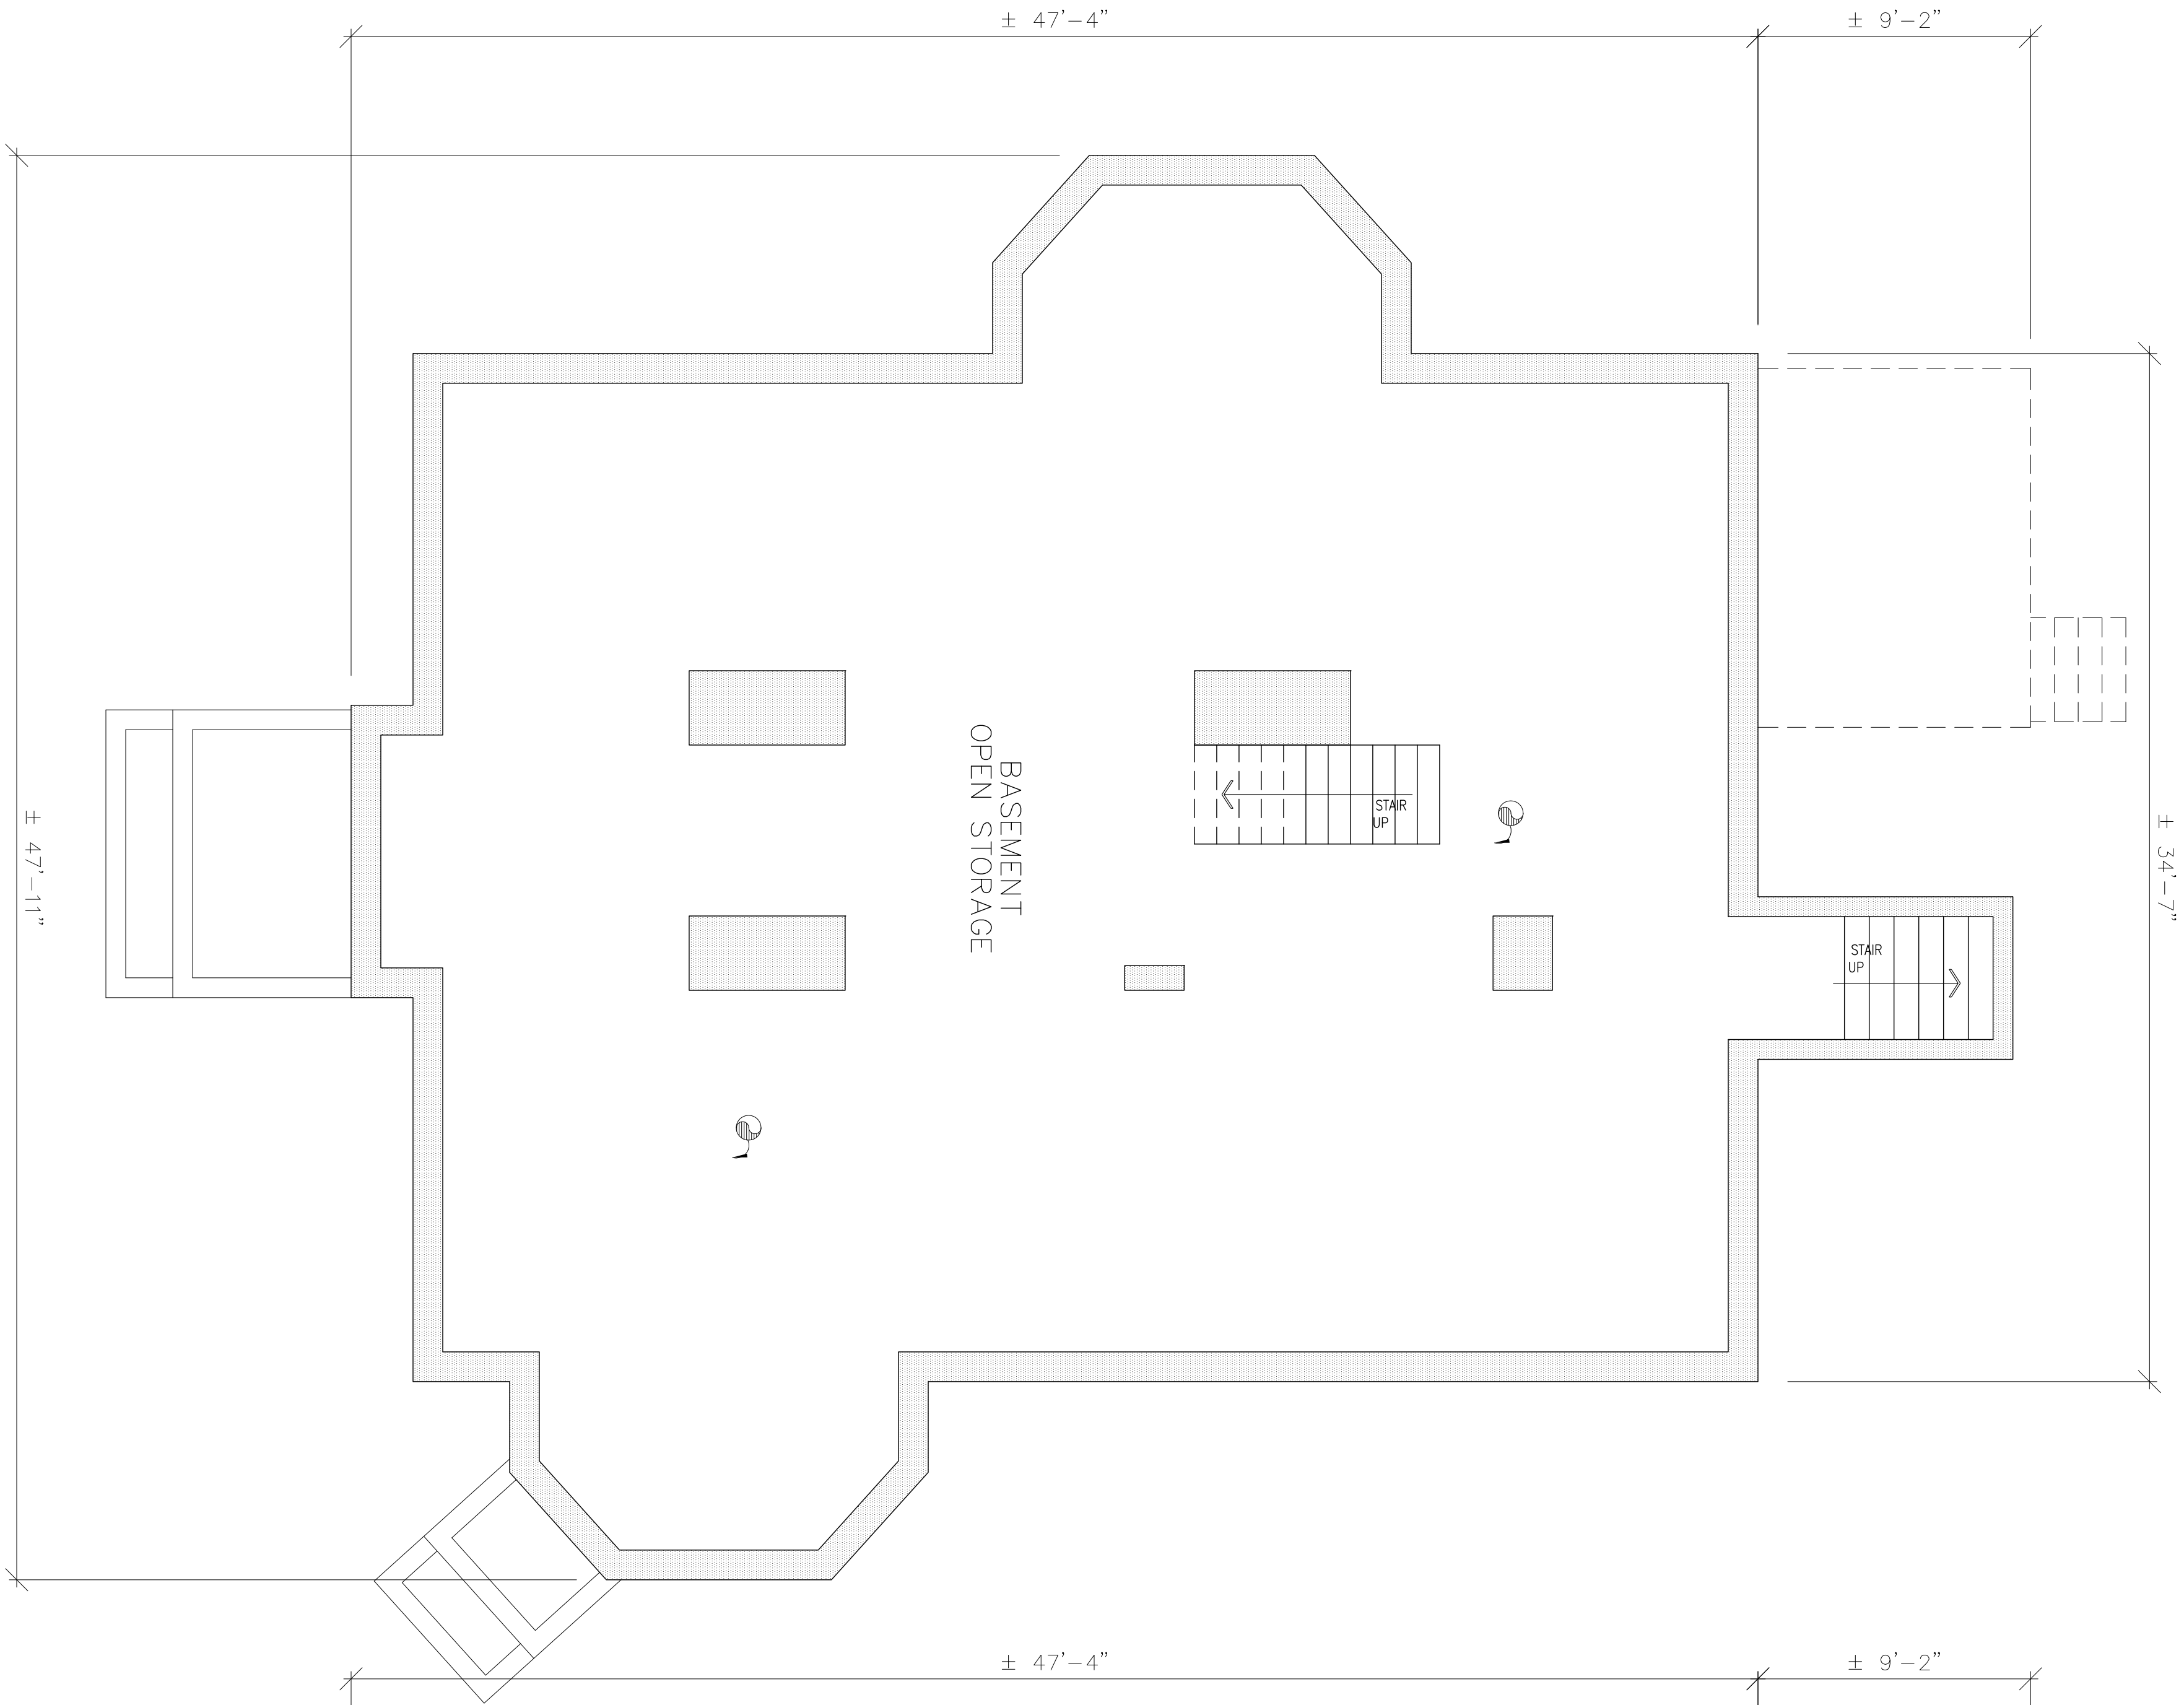 ± 47'-4"
± 9'-2"
± 47'-11"
± 34'-7"
BASEMENT
OPEN STORAGE
STAIR
UP
STAIR
UP
± 47'-4"
± 9'-2"